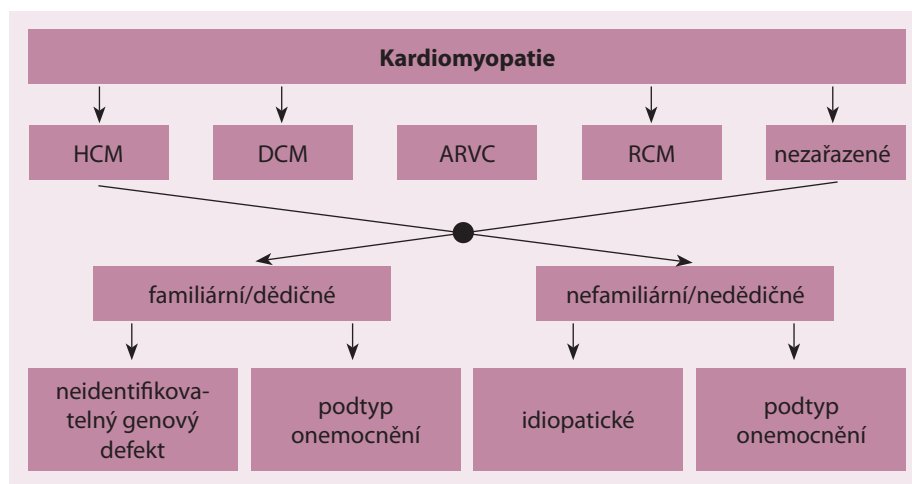 Kardiomyopatie
HCM
DCM
ARVC
RCM
nezařazené
familiární/dědičné
nefamiliární/nedědičné
neidentifikova-
telný genový
defekt
podtyp
onemocnění
idiopatické
podtyp
onemocnění